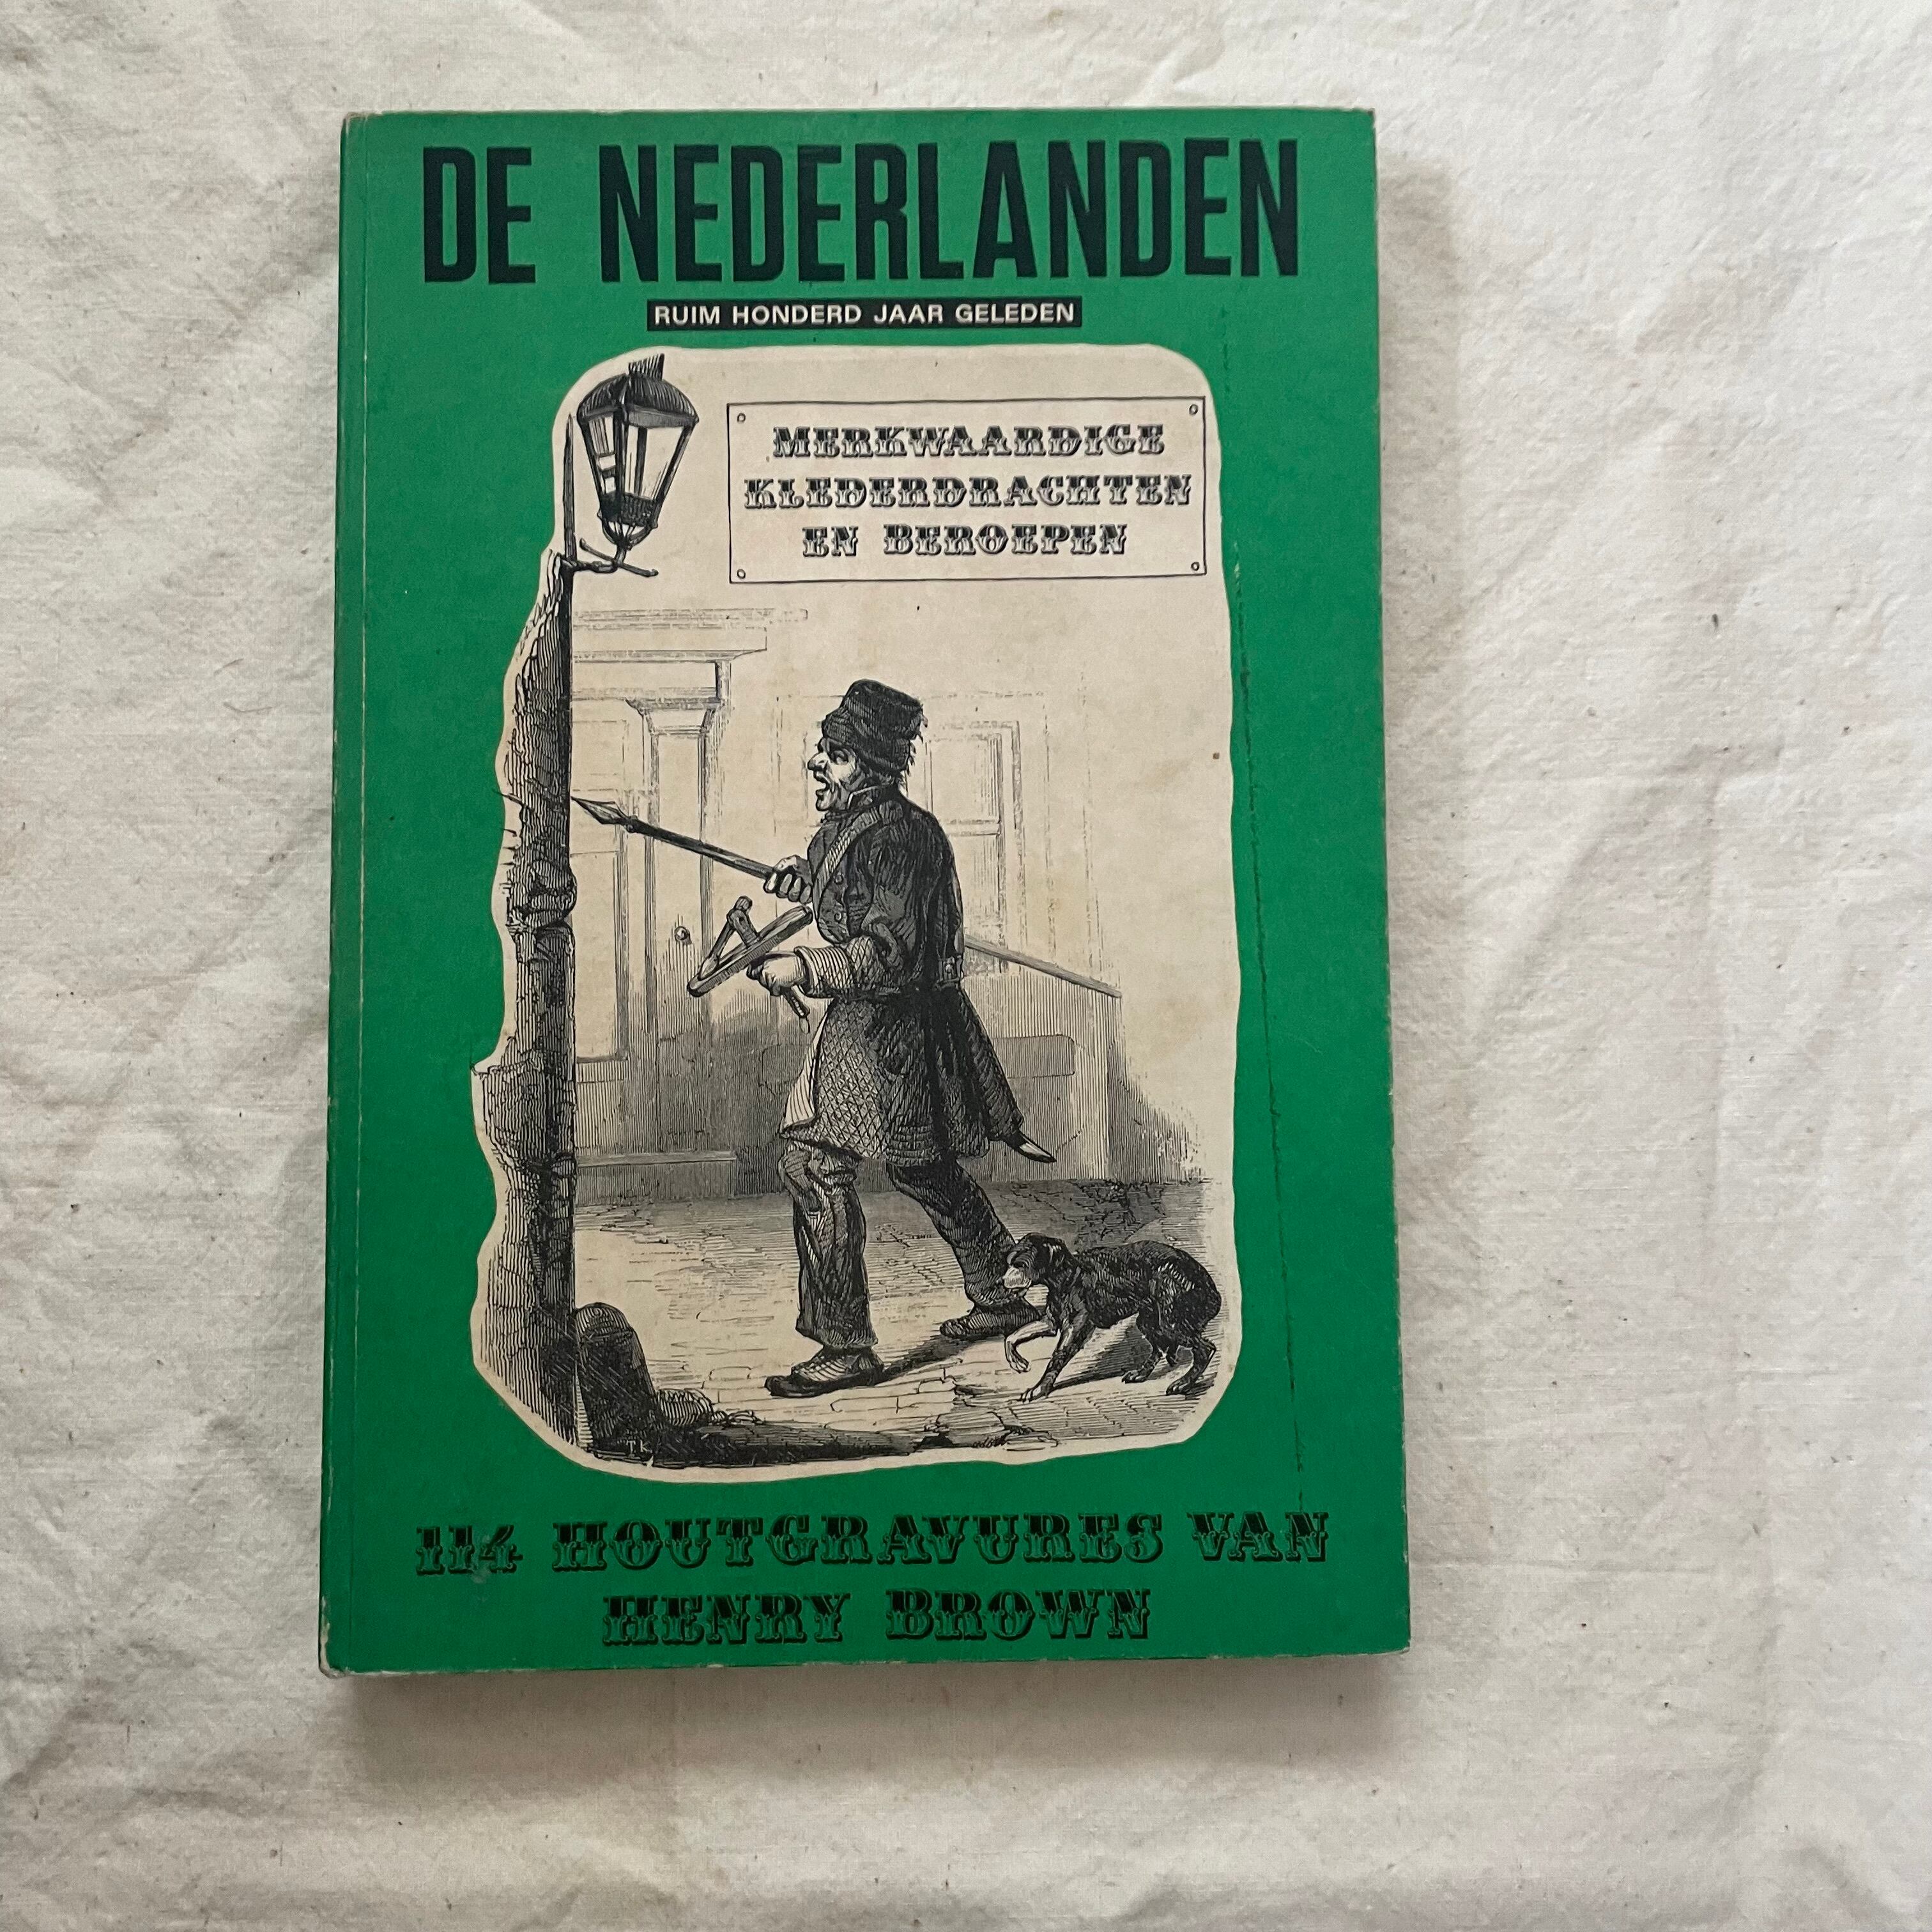 DE NEDERLANDEN
RUIM HONDERD JAAR GELEDEN
MERKWAARDIGE
KLEDERDRACHTEN
EN BEROEPEN
T.K.
114 HOUTGRAVURES VAN
HENRY BROWN